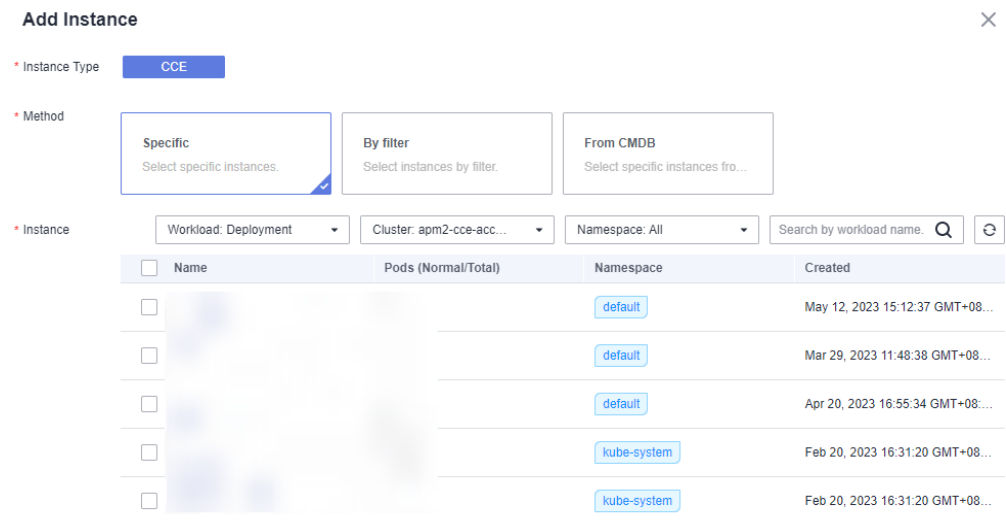 Add Instance
* Instance Type CCE
* Method
Specific
Select specific instances.
By filter
Select instances by filter.
From CMDB
Select specific instances fro...
* Instance Workload: Deployment Cluster: apm2-cce-acc... Namespace: All Search by workload name.
Name Pods (Normal/Total) Namespace Created
default May 12, 2023 15:12:37 GMT+08...
default Mar 29, 2023 11:48:38 GMT+08...
default Apr 20, 2023 16:55:34 GMT+08:...
kube-system Feb 20, 2023 16:31:20 GMT+08...
kube-system Feb 20, 2023 16:31:20 GMT+08...